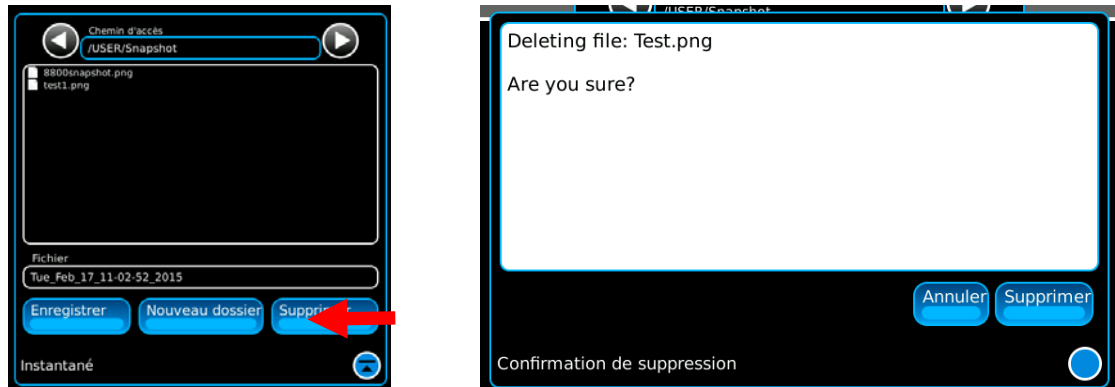 Chemin d'accès
/USER/Snapshot
8800snapshot.png
test1.png
Fichier
Tue_Feb_17_11-02-52_2015
Enregistrer
Nouveau dossier
Instantané
/USER/Snapshot
Deleting file: Test.png
Are you sure?
Annuler
Supprimer
Confirmation de suppression